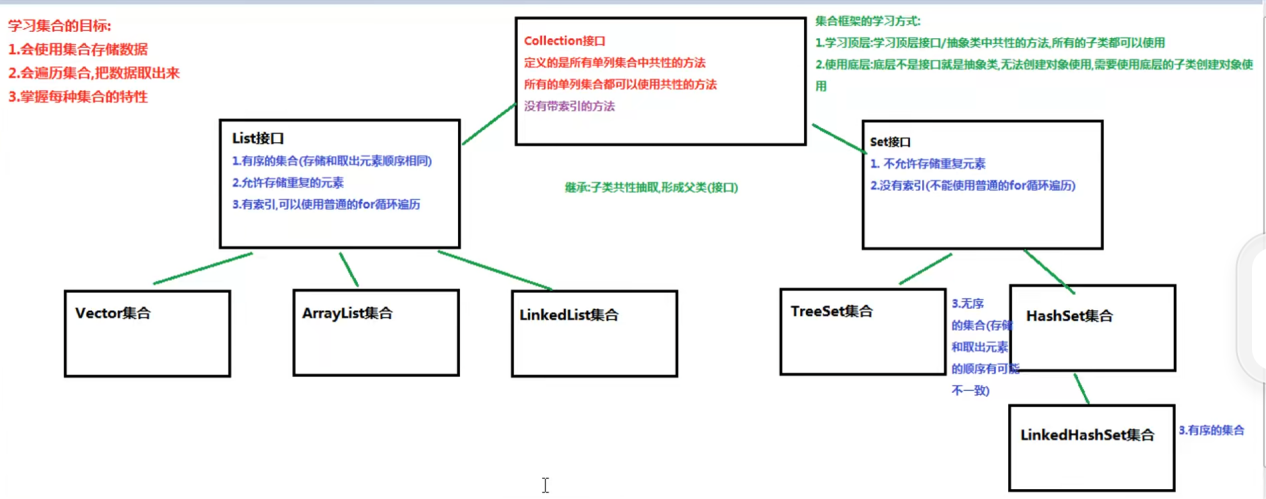 学习集合的目标:
1.会使用集合存储数据
2.会遍历集合,把数据取出来
3.掌握每种集合的特性
Collection接口
定义的是所有单列集合中共性的方法
所有的单列集合都可以使用共性的方法
没有带索引的方法
集合框架的学习方式:
1.学习顶层:学习顶层接口/抽象类中共性的方法,所有的子类都可以使用
2.使用底层:底层不是接口就是抽象类,无法创建对象使用,需要使用底层的子类创建对象使
用
List接口
1.有序的集合(存储和取出元素顺序相同)
2.允许存储重复的元素
3.有索引,可以使用普通的for循环遍历
继承:子类共性抽取,形成父类(接口)
Set接口
1. 不允许存储重复元素
2.没有索引(不能使用普通的for循环遍历)
Vector集合
ArrayList集合
LinkedList集合
TreeSet集合
3.无序
的集合(存储
和取出元素
的顺序有可能
不一致)
HashSet集合
LinkedHashSet集合
3.有序的集合